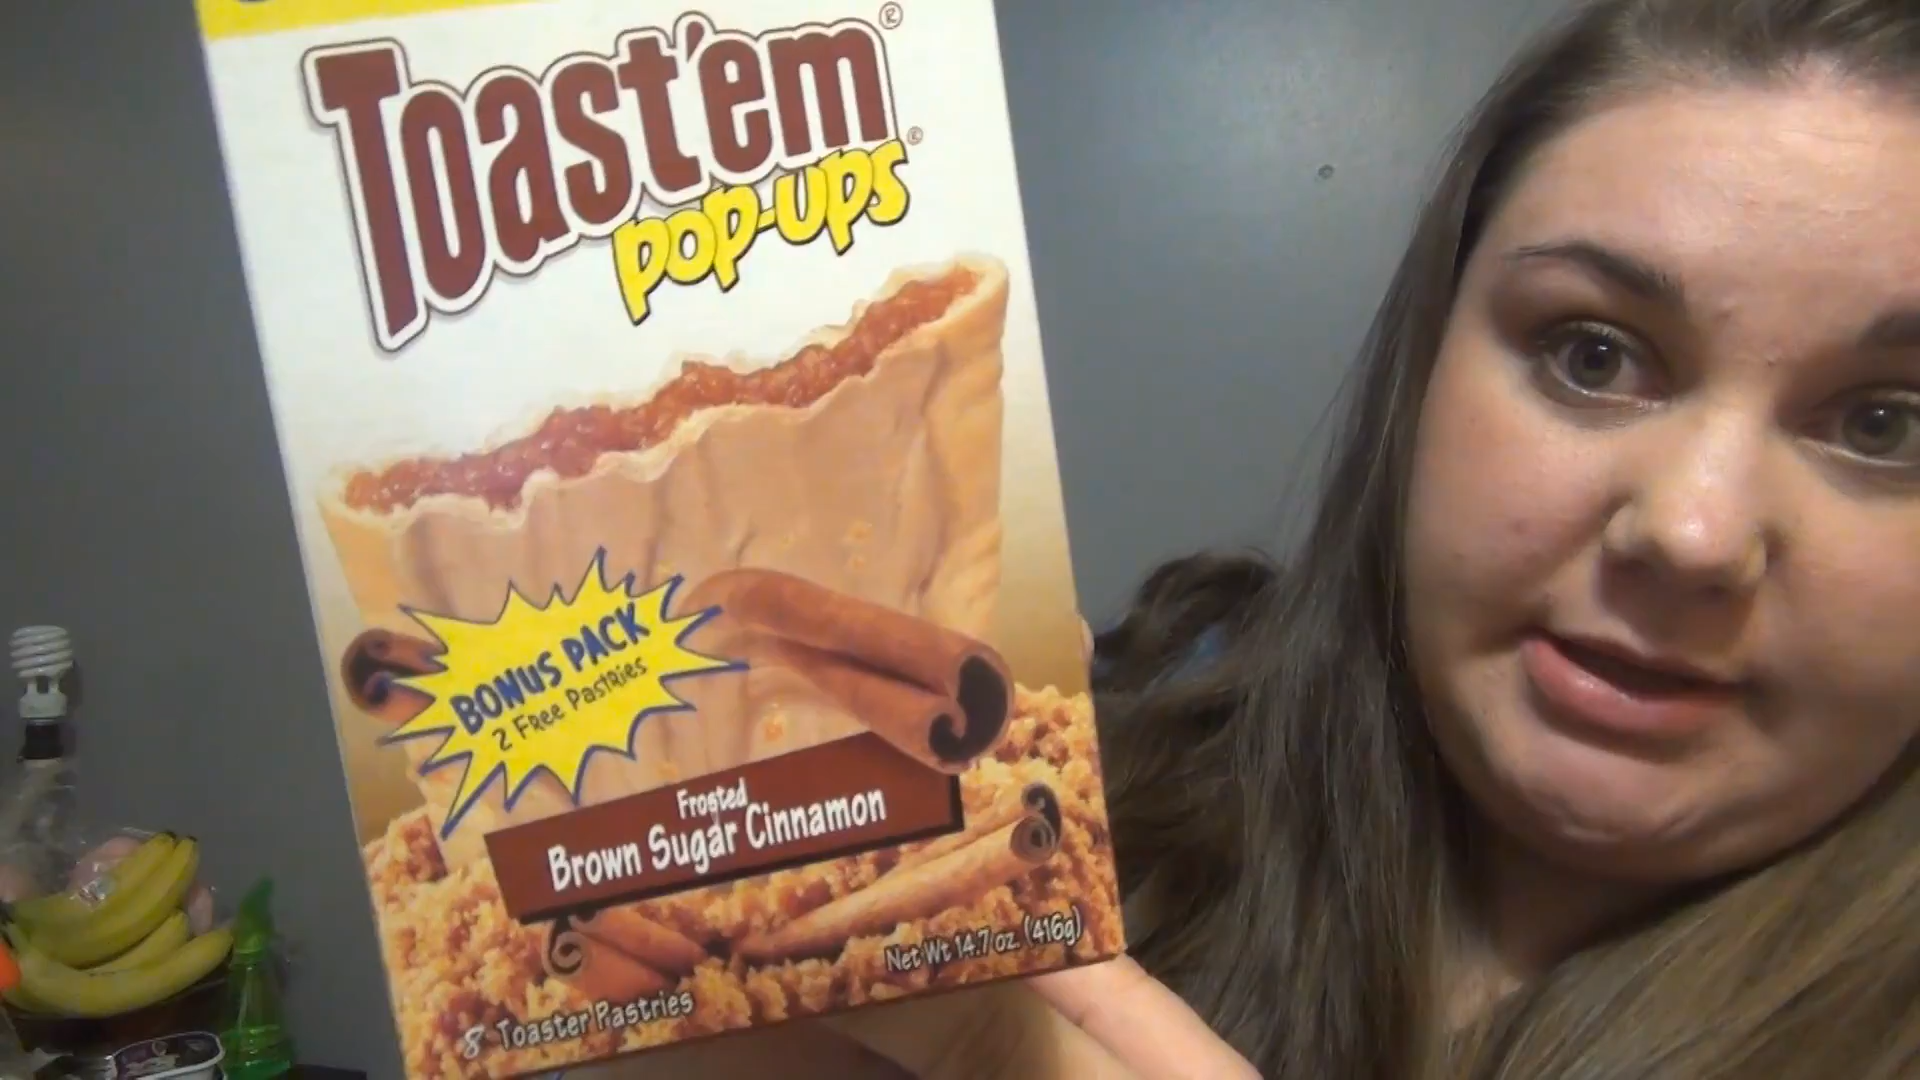 Toast'em®
POP-UPS®
BONUS PACK
2 Free Pastries
Frosted
Brown Sugar Cinnamon
Net Wt 14.7 oz. (416g)
8 Toaster Pastries